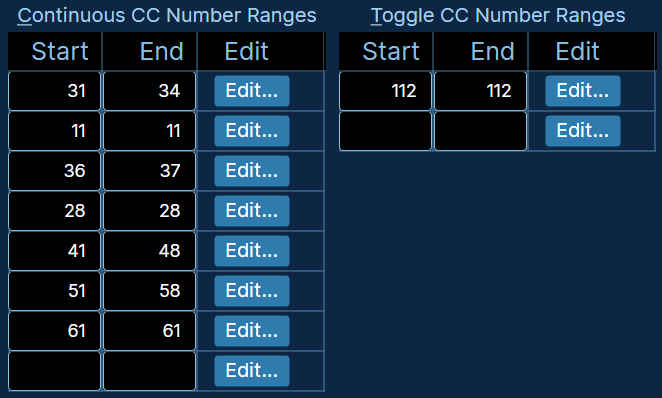 Continuous CC Number Ranges
Start End Edit
31 34 Edit...
11 11 Edit...
36 37 Edit...
28 28 Edit...
41 48 Edit...
51 58 Edit...
61 61 Edit...
Edit...
Toggle CC Number Ranges
Start End Edit
112 112 Edit...
Edit...